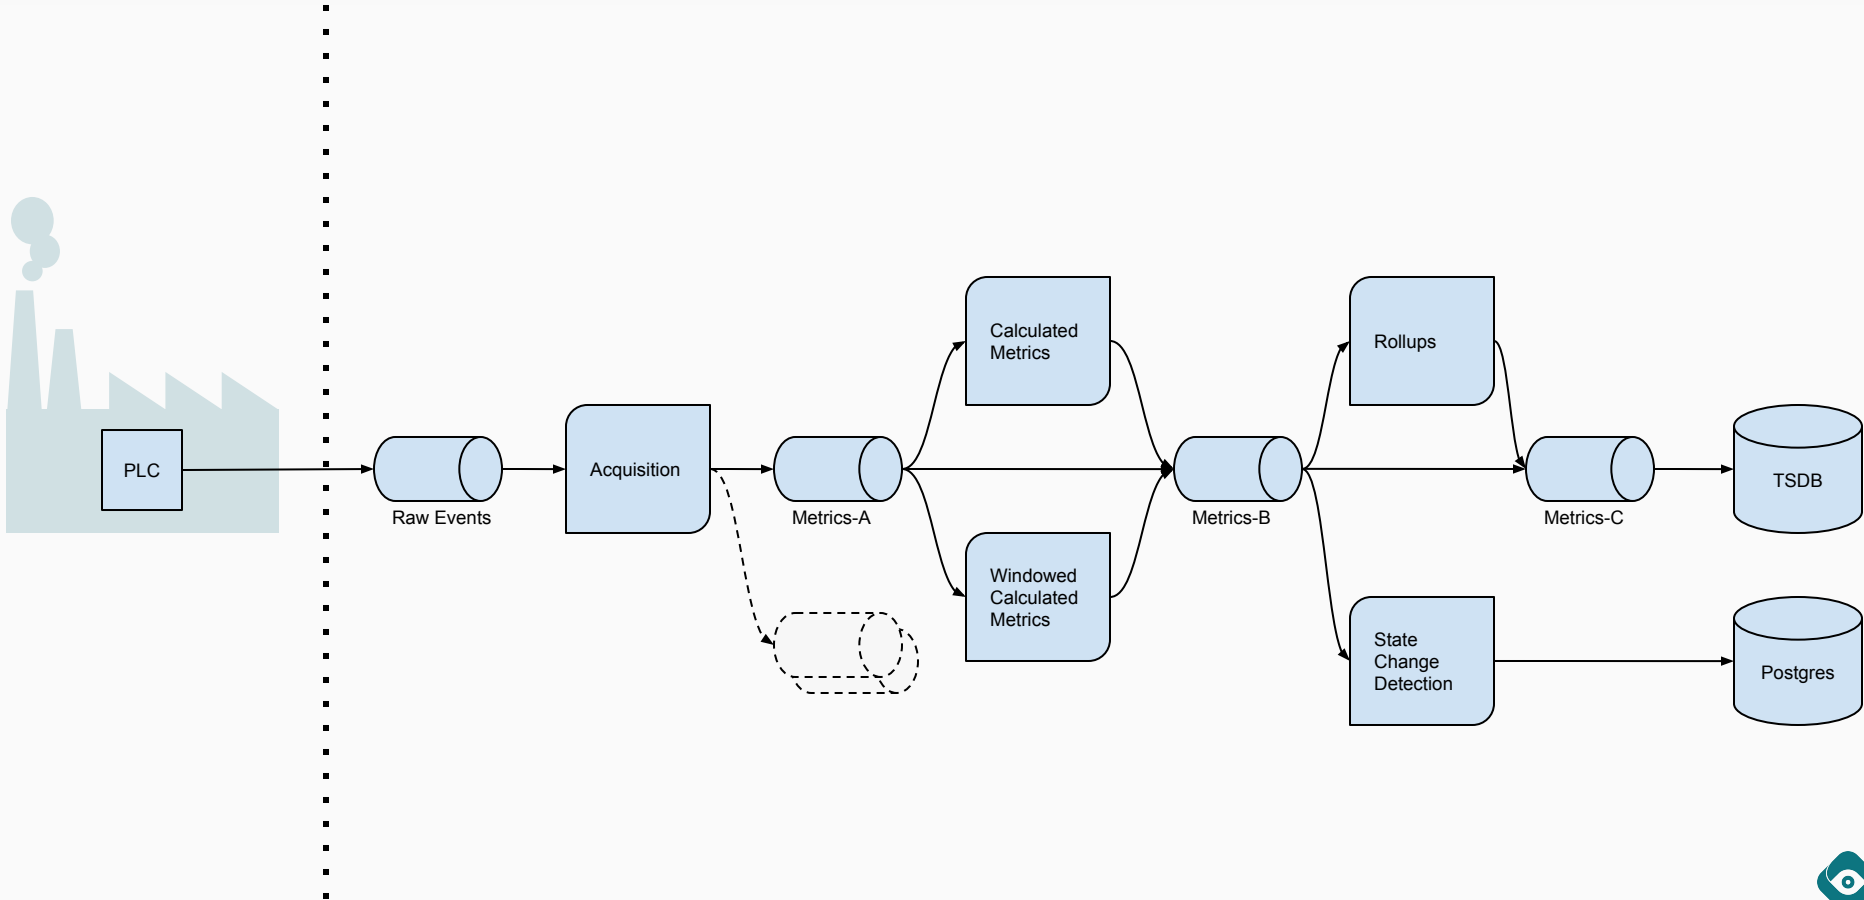 PLC
Raw Events
Acquisition
Metrics-A
Calculated
Metrics
Windowed
Calculated
Metrics
Metrics-B
Rollups
State
Change
Detection
Metrics-C
TSDB
Postgres